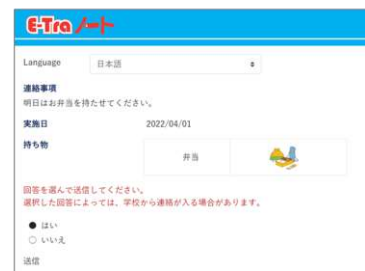 E-Traノート
Language 日本語
連絡事項
明日はお弁当を持たせてください。
実施日 2022/04/01
持ち物 弁当
回答を選んで送信してください。
選択した回答によっては、学校から連絡が入る場合があります。
はい
いいえ
送信